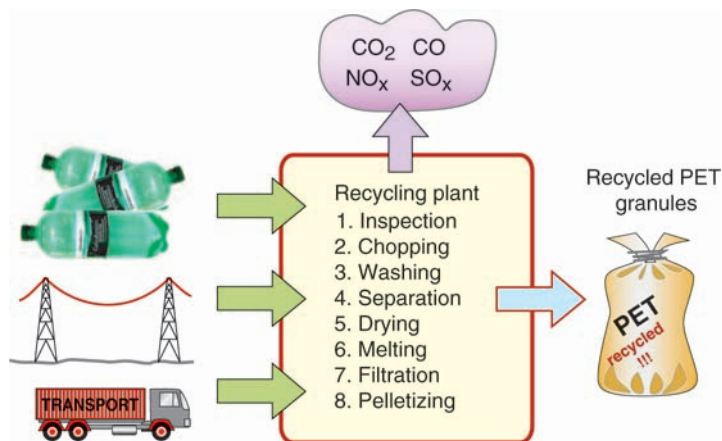 CO₂ CO
NOₓ SOₓ
Recycling plant
1. Inspection
2. Chopping
3. Washing
4. Separation
5. Drying
6. Melting
7. Filtration
8. Pelletizing
Recycled PET
granules
PET
recycled
!!!
TRANSPORT